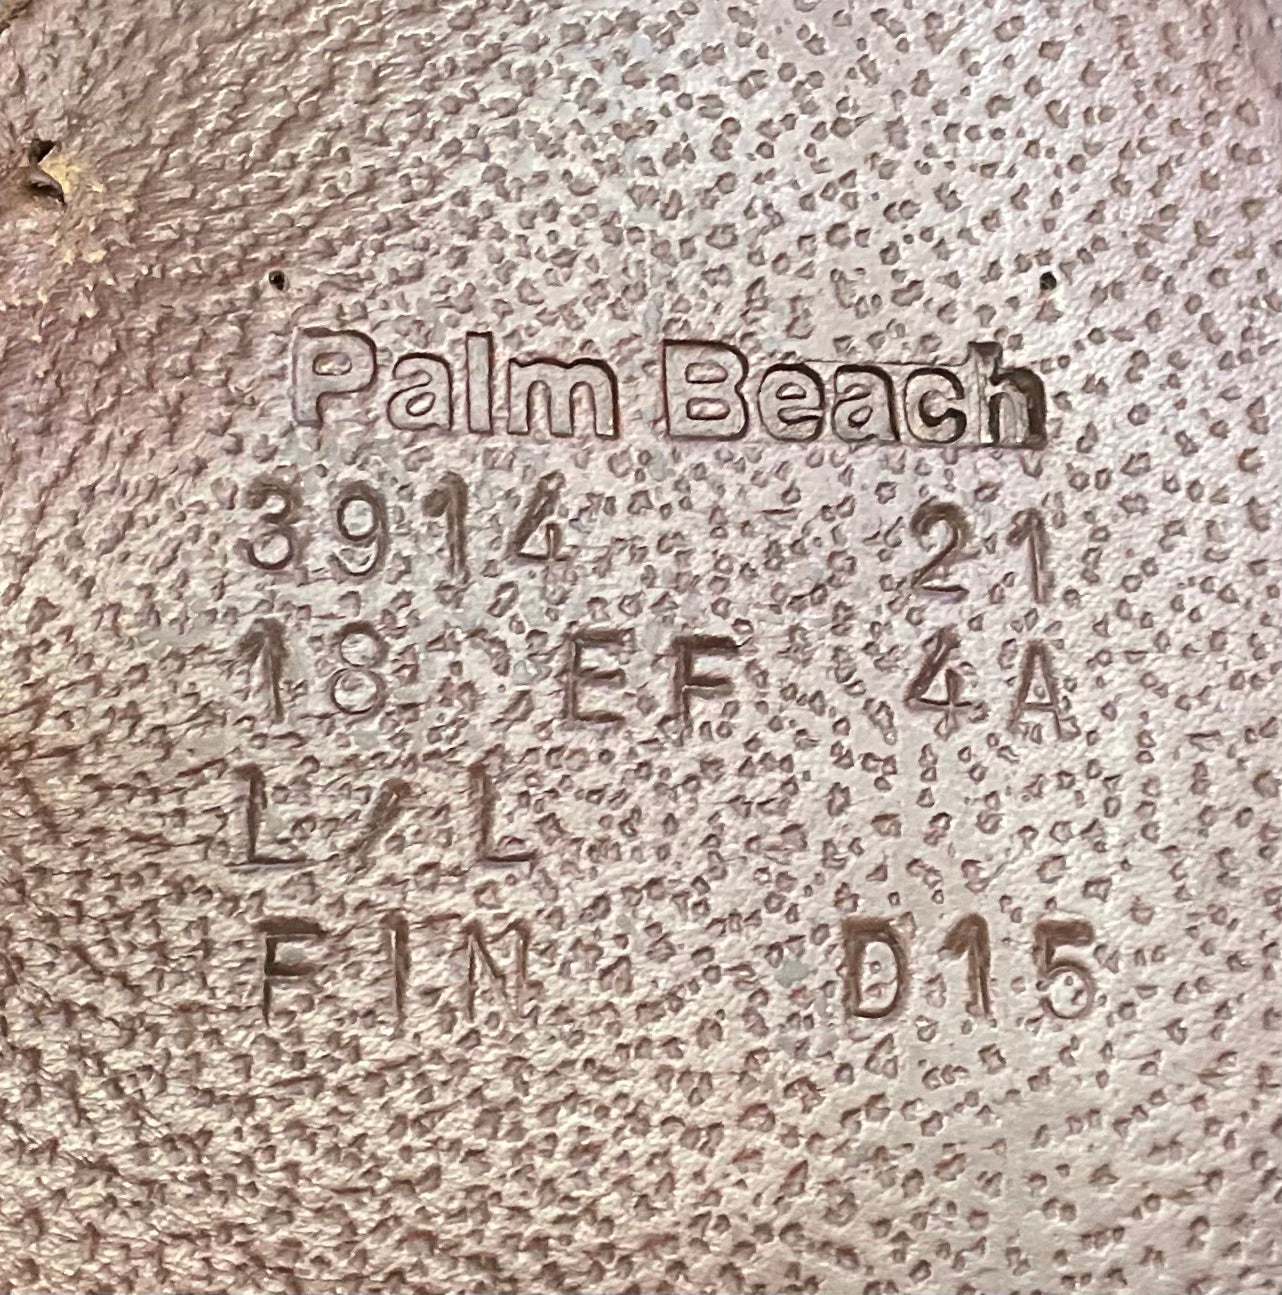 Palm Beach
3914 21
18 EF 4A
L/L
FIN D15